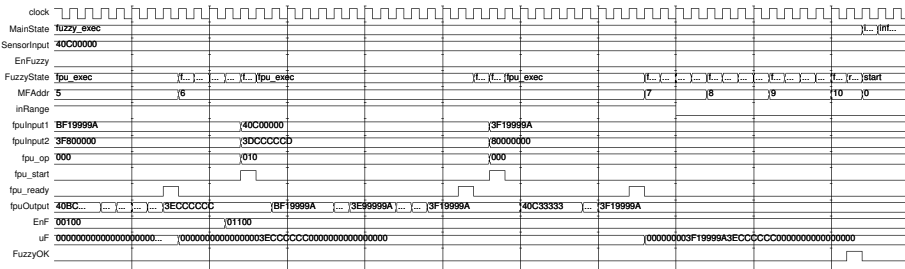 clock
MainState fuzzy_exec i... inf...
SensorInput 40C00000
EnFuzzy
FuzzyState fpu_exec f... ... ... ... f... fpu_exec f... f... fpu_exec f... ... ... ... f... ... ... ... f... ... ... ... f... r... start
MFAddr 5 6 7 8 9 10 0
inRange
fpuInput1 BF19999A 40C00000 3F19999A
fpuInput2 3F800000 3DCCCCCD 80000000
fpu_op 000 010 000
fpu_start
fpu_ready
fpuOutput 40BC... ... ... ... ... 3ECCCCCC BF19999A ... 3E99999A ... ... 3F19999A 40C33333 ... 3F19999A
EnF 00100 01100
uF 00000000000000000000... 00000000000000003ECCCCCC0000000000000000 000000003F19999A3ECCCCCC0000000000000000
FuzzyOK